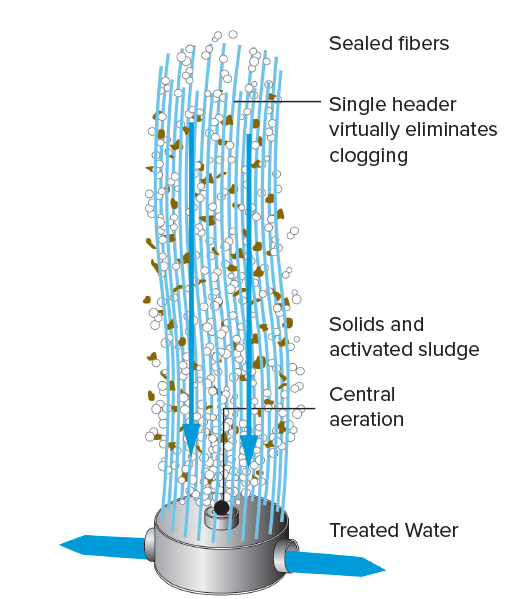 Sealed fibers
Single header
virtually eliminates
clogging
Solids and
activated sludge
Central
aeration
Treated Water